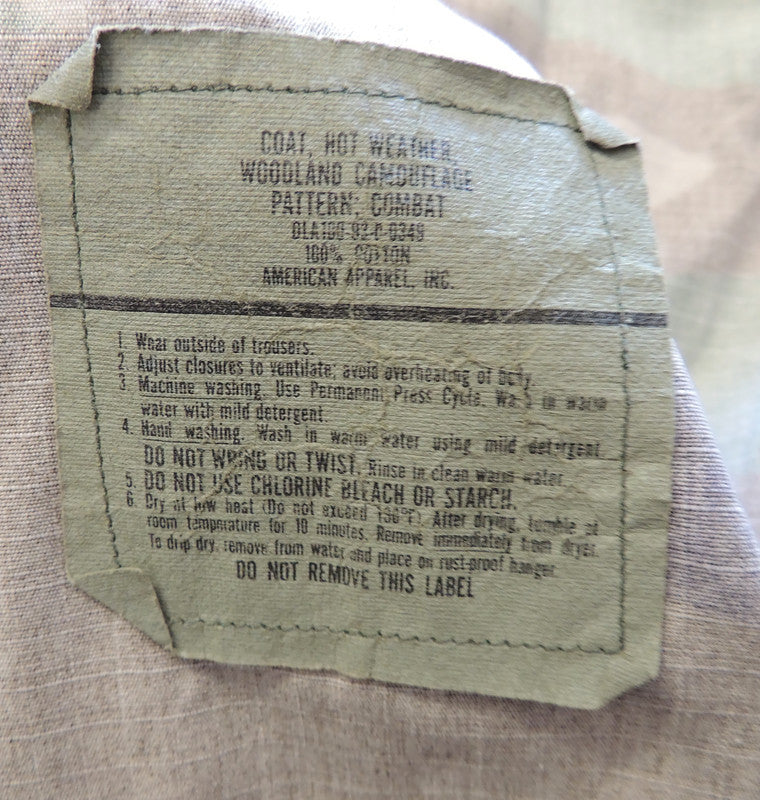 COAT, HOT WEATHER,
WOODLAND CAMOUFLAGE
PATTERN; COMBAT
DLA100-92-C-0349
100% COTTON
AMERICAN APPAREL, INC.
1. Wear outside of trousers.
2. Adjust closures to ventilate; avoid overheating of body.
3. Machine washing. Use Permanent Press Cycle. Wash in warm
water with mild detergent.
4. Hand washing. Wash in warm water using mild detergent.
DO NOT WRING OR TWIST. Rinse in clean warm water.
5. DO NOT USE CHLORINE BLEACH OR STARCH.
6. Dry at low heat (Do not exceed 130°F). After drying, tumble at
room temperature for 10 minutes. Remove immediately from dryer.
To drip dry, remove from water and place on rust-proof hanger.
DO NOT REMOVE THIS LABEL